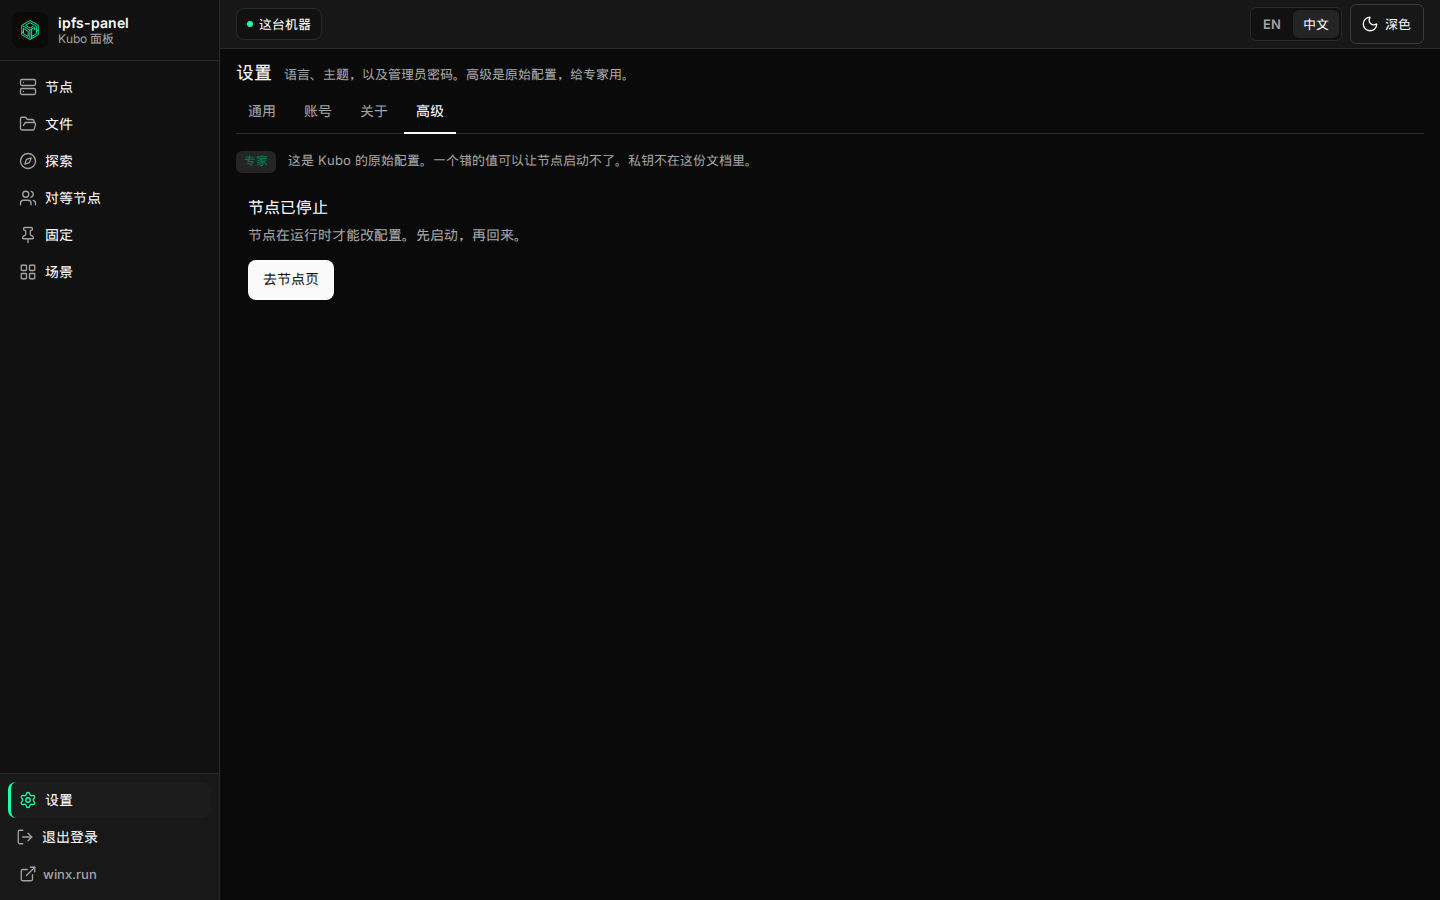 ipfs-panel
Kubo 面板
节点
文件
探索
对等节点
固定
场景
设置
退出登录
winx.run
这台机器
EN
中文
深色
设置
语言、主题，以及管理员密码。高级是原始配置，给专家用。
通用
账号
关于
高级
专家
这是 Kubo 的原始配置。一个错的值可以让节点启动不了。私钥不在这份文档里。
节点已停止
节点在运行时才能改配置。先启动，再回来。
去节点页